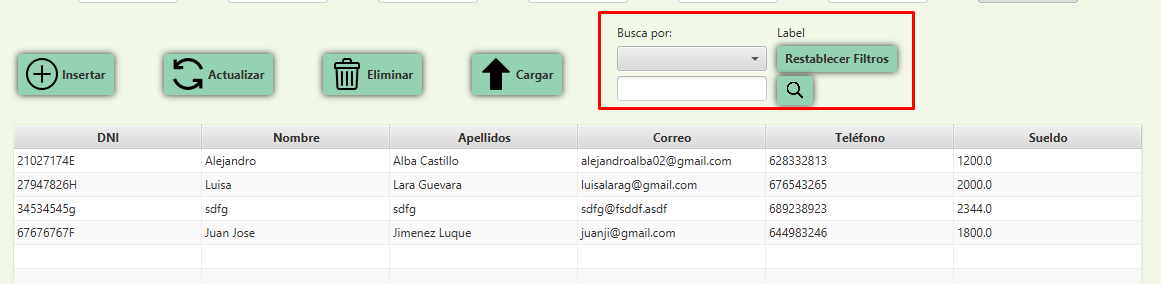 Busca por: Label
Restablecer Filtros
Insertar Actualizar Eliminar Cargar
DNI Nombre Apellidos Correo Teléfono Sueldo
21027174E Alejandro Alba Castillo alejandroalba02@gmail.com 628332813 1200.0
27947826H Luisa Lara Guevara luisalarag@gmail.com 676543265 2000.0
34534545g sdfg sdfg sdfg@fsddf.asdf 689238923 2344.0
67676767F Juan Jose Jimenez Luque juanji@gmail.com 644983246 1800.0